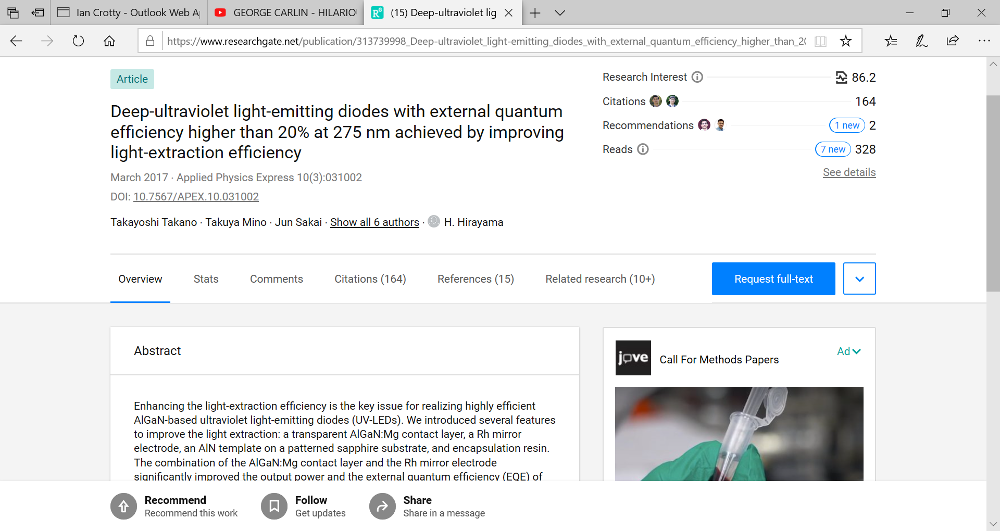 Ian Crotty - Outlook Web A
GEORGE CARLIN - HILARIO
(15) Deep-ultraviolet lig
https://www.researchgate.net/publication/313739998_Deep-ultraviolet_light-emitting_diodes_with_external_quantum_efficiency_higher_than_20
Article
Deep-ultraviolet light-emitting diodes with external quantum
efficiency higher than 20% at 275 nm achieved by improving
light-extraction efficiency
March 2017 · Applied Physics Express 10(3):031002
DOI: 10.7567/APEX.10.031002
Takayoshi Takano · Takuya Mino · Jun Sakai · Show all 6 authors · H. Hirayama
Research Interest 86.2
Citations 164
Recommendations 1 new 2
Reads 7 new 328
See details
Overview Stats Comments Citations (164) References (15) Related research (10+) Request full-text
Abstract
Enhancing the light-extraction efficiency is the key issue for realizing highly efficient
AlGaN-based ultraviolet light-emitting diodes (UV-LEDs). We introduced several features
to improve the light extraction: a transparent AlGaN:Mg contact layer, a Rh mirror
electrode, an AlN template on a patterned sapphire substrate, and encapsulation resin.
The combination of the AlGaN:Mg contact layer and the Rh mirror electrode
significantly improved the output power and the external quantum efficiency (EQE) of
jove
Call For Methods Papers
Ad
Recommend
Recommend this work
Follow
Get updates
Share
Share in a message